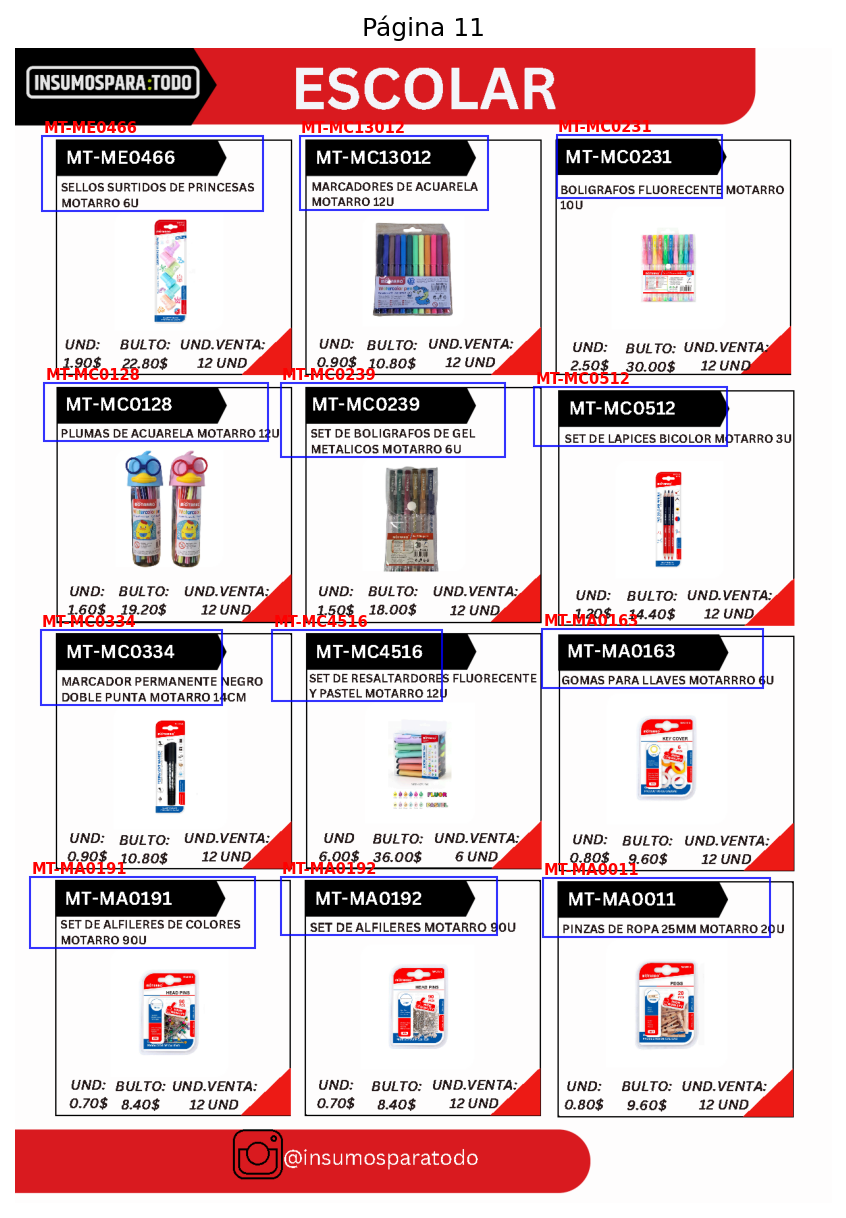 Página 11
INSUMOSPARA:TODO
ESCOLAR
MT-ME0466
MT-MC13012
MT-MC0231
MT-ME0466
MT-MC13012
MT-MC0231
SELLOS SURTIDOS DE PRINCESAS
MOTARRO 6U
MARCADORES DE ACUARELA
MOTARRO 12U
BOLIGRAFOS FLUORECENTE MOTARRO
10U
UND: BULTO: UND.VENTA:
1.90$ 22.80$ 12 UND
UND: BULTO: UND.VENTA:
0.90$ 10.80$ 12 UND
UND: BULTO: UND.VENTA:
2.50$ 30.00$ 12 UND
MT-MC0128
MT-MC0239
MT-MC0512
MT-MC0128
MT-MC0239
MT-MC0512
PLUMAS DE ACUARELA MOTARRO 12U
SET DE BOLIGRAFOS DE GEL
METALICOS MOTARRO 6U
SET DE LAPICES BICOLOR MOTARRO 3U
UND: BULTO: UND.VENTA:
1.60$ 19.20$ 12 UND
UND: BULTO: UND.VENTA:
1.50$ 18.00$ 12 UND
UND: BULTO: UND.VENTA:
1.20$ 14.40$ 12 UND
MT-MC0334
MT-MC4516
MT-MA0163
MT-MC0334
MT-MC4516
MT-MA0163
MARCADOR PERMANENTE NEGRO
DOBLE PUNTA MOTARRO 14CM
SET DE RESALTARDORES FLUORECENTE
Y PASTEL MOTARRO 12U
GOMAS PARA LLAVES MOTARRRO 6U
KEY COVER
FLUOR
PASTEL
UND: BULTO: UND.VENTA:
0.90$ 10.80$ 12 UND
UND BULTO: UND.VENTA:
6.00$ 36.00$ 6 UND
UND: BULTO: UND.VENTA:
0.80$ 9.60$ 12 UND
MT-MA0191
MT-MA0192
MT-MA0011
MT-MA0191
MT-MA0192
MT-MA0011
SET DE ALFILERES DE COLORES
MOTARRO 90U
SET DE ALFILERES MOTARRO 90U
PINZAS DE ROPA 25MM MOTARRO 20U
HEAD PINS
HEAD PINS
PEGS
UND: BULTO: UND.VENTA:
0.70$ 8.40$ 12 UND
UND: BULTO: UND.VENTA:
0.70$ 8.40$ 12 UND
UND: BULTO: UND.VENTA:
0.80$ 9.60$ 12 UND
@insumosparatodo